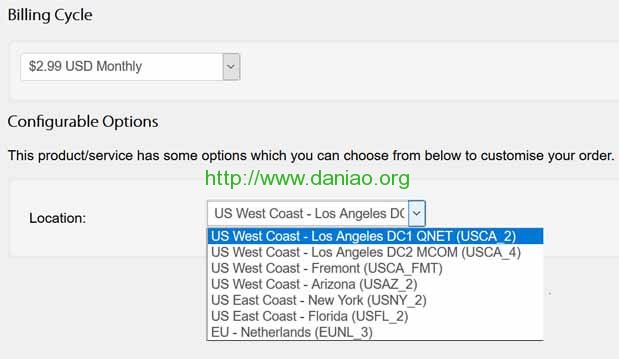 Billing Cycle
$2.99 USD Monthly
Configurable Options
This product/service has some options which you can choose from below to customise your order.
http://www.daniao.org
Location:
US West Coast - Los Angeles DC
US West Coast - Los Angeles DC1 QNET (USCA_2)
US West Coast - Los Angeles DC2 MCOM (USCA_4)
US West Coast - Fremont (USCA_FMT)
US West Coast - Arizona (USAZ_2)
US East Coast - New York (USNY_2)
US East Coast - Florida (USFL_2)
EU - Netherlands (EUNL_3)